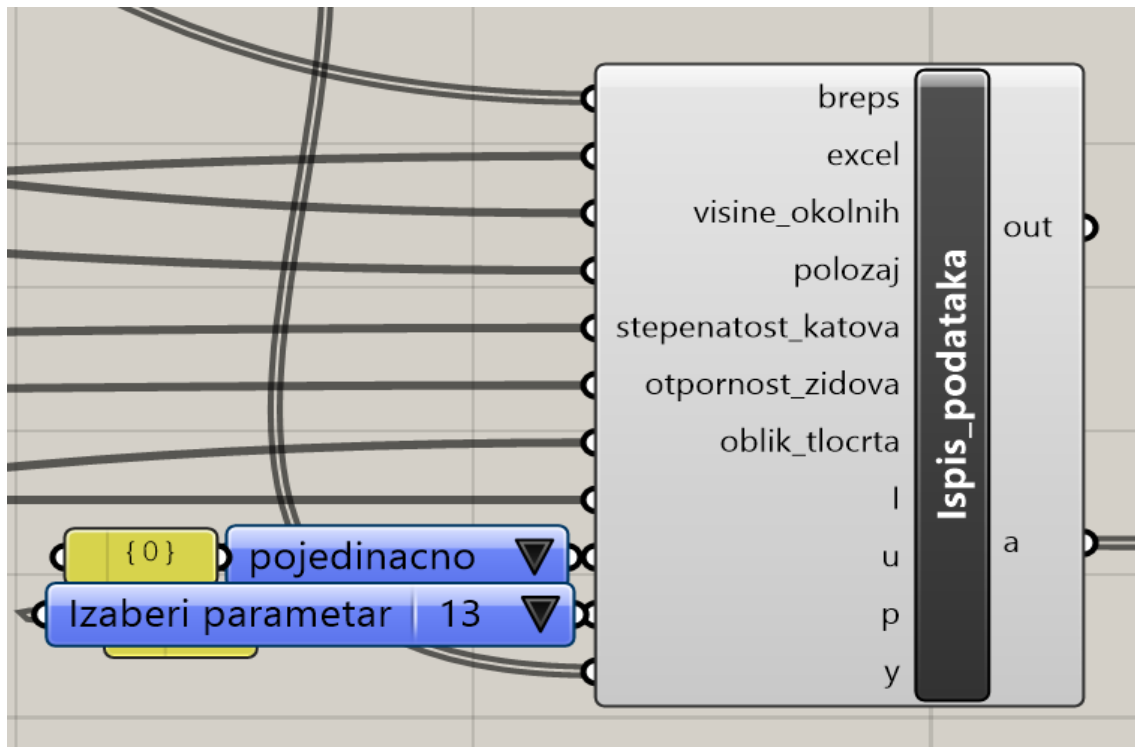 breps
excel
visine_okolnih
polozaj
stepenatost_katova
otpornost_zidova
oblik_tlocrta
l
u
p
y
Ispis_podataka
out
a
{0}
pojedinacno
Izaberi parametar 13